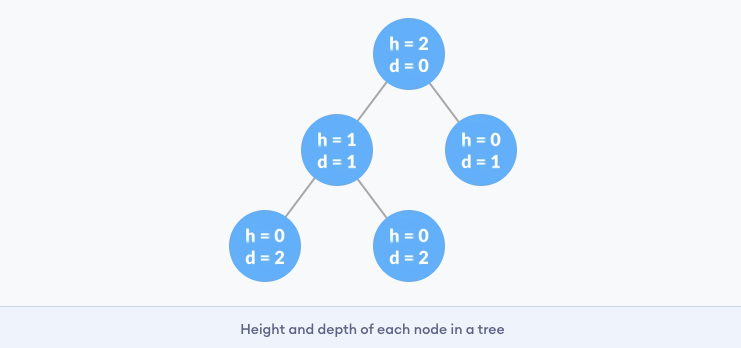 h = 2
d = 0
h = 1
d = 1
h = 0
d = 1
h = 0
d = 2
h = 0
d = 2
Height and depth of each node in a tree